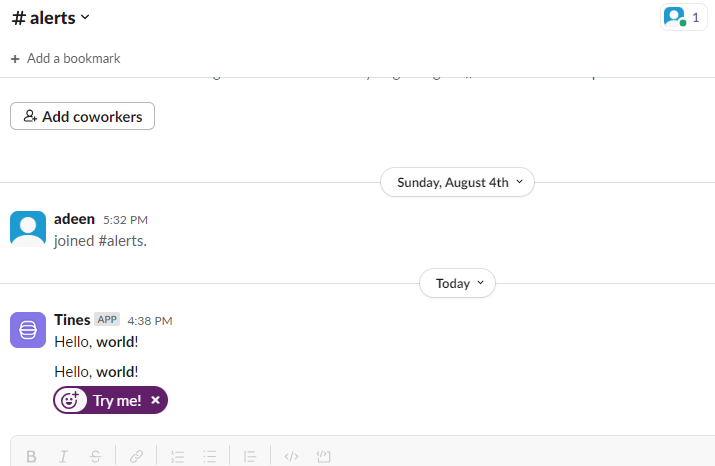 # alerts
1
+ Add a bookmark
Add coworkers
Sunday, August 4th
adeen 5:32 PM
joined #alerts.
Today
Tines APP 4:38 PM
Hello, world!
Hello, world!
Try me! ×
B I S